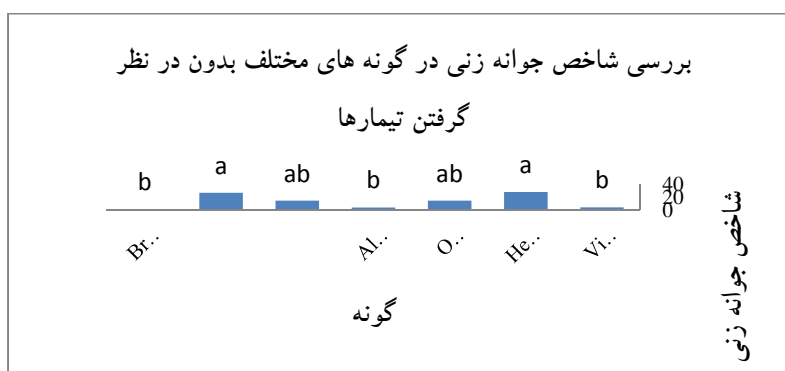 بررسی شاخص جوانه زنی در گونه های مختلف بدون در نظر
گرفتن تیمارها
b a ab b ab a b
40
20
0
شاخص جوانه زنی
Br.. Al.. O.. He.. Vi..
گونه